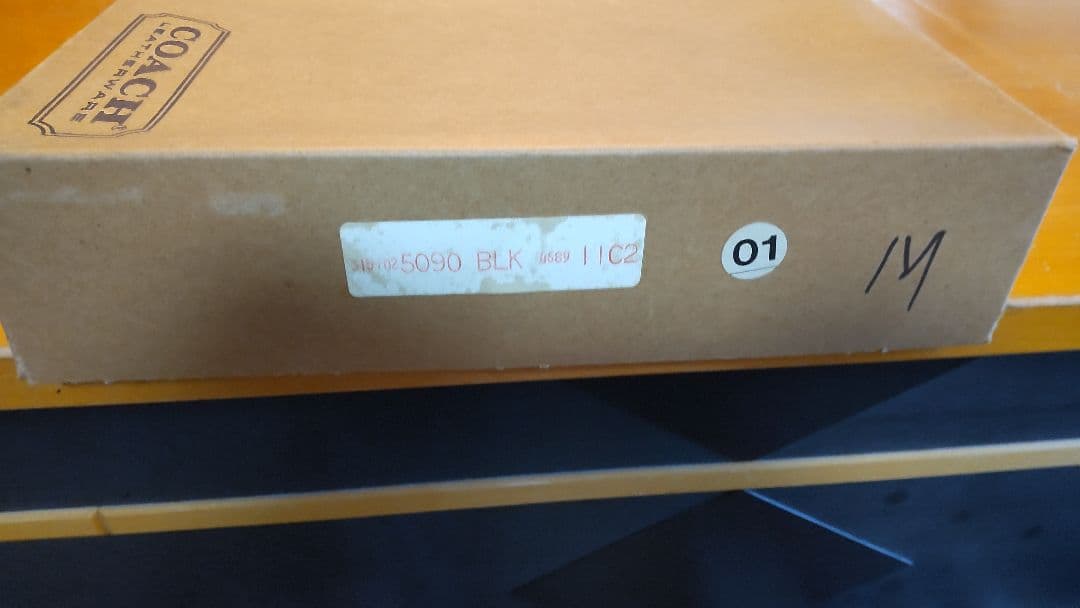 COACH®
LEATHERWARE
5090 BLK 11C2
01